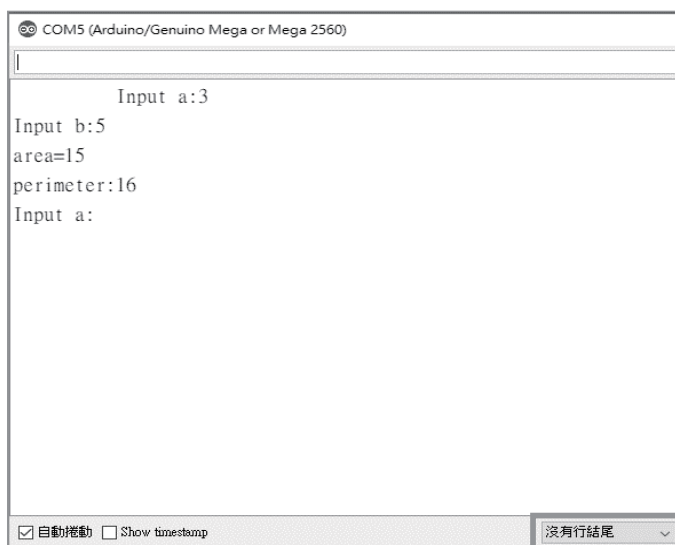 COM5 (Arduino/Genuino Mega or Mega 2560)
Input a:3
Input b:5
area=15
perimeter:16
Input a:
自動捲動 Show timestamp 沒有行結尾